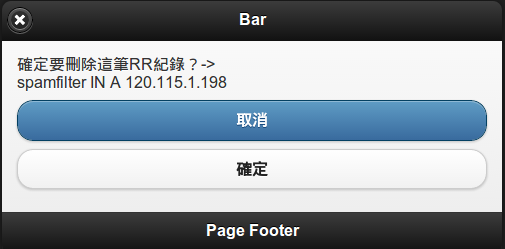 Bar
確定要刪除這筆RR紀錄？->
spamfilter IN A 120.115.1.198
取消
確定
Page Footer